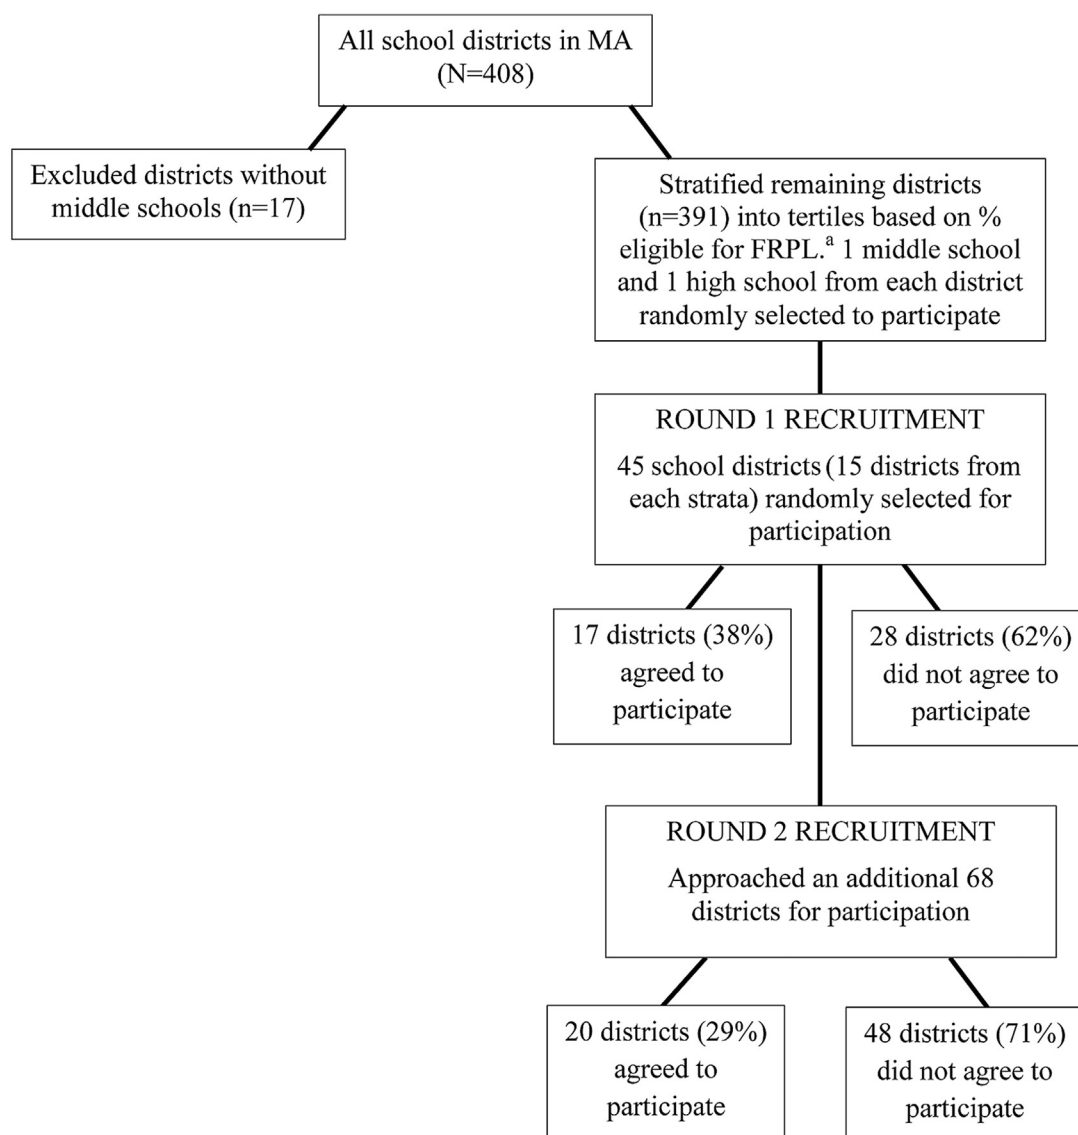 All school districts in MA
(N=408)
Excluded districts without
middle schools (n=17)
Stratified remaining districts
(n=391) into tertiles based on %
eligible for FRPL.a 1 middle school
and 1 high school from each district
randomly selected to participate
ROUND 1 RECRUITMENT
45 school districts (15 districts from
each strata) randomly selected for
participation
17 districts (38%)
agreed to
participate
28 districts (62%)
did not agree to
participate
ROUND 2 RECRUITMENT
Approached an additional 68
districts for participation
20 districts (29%)
agreed to
participate
48 districts (71%)
did not agree to
participate